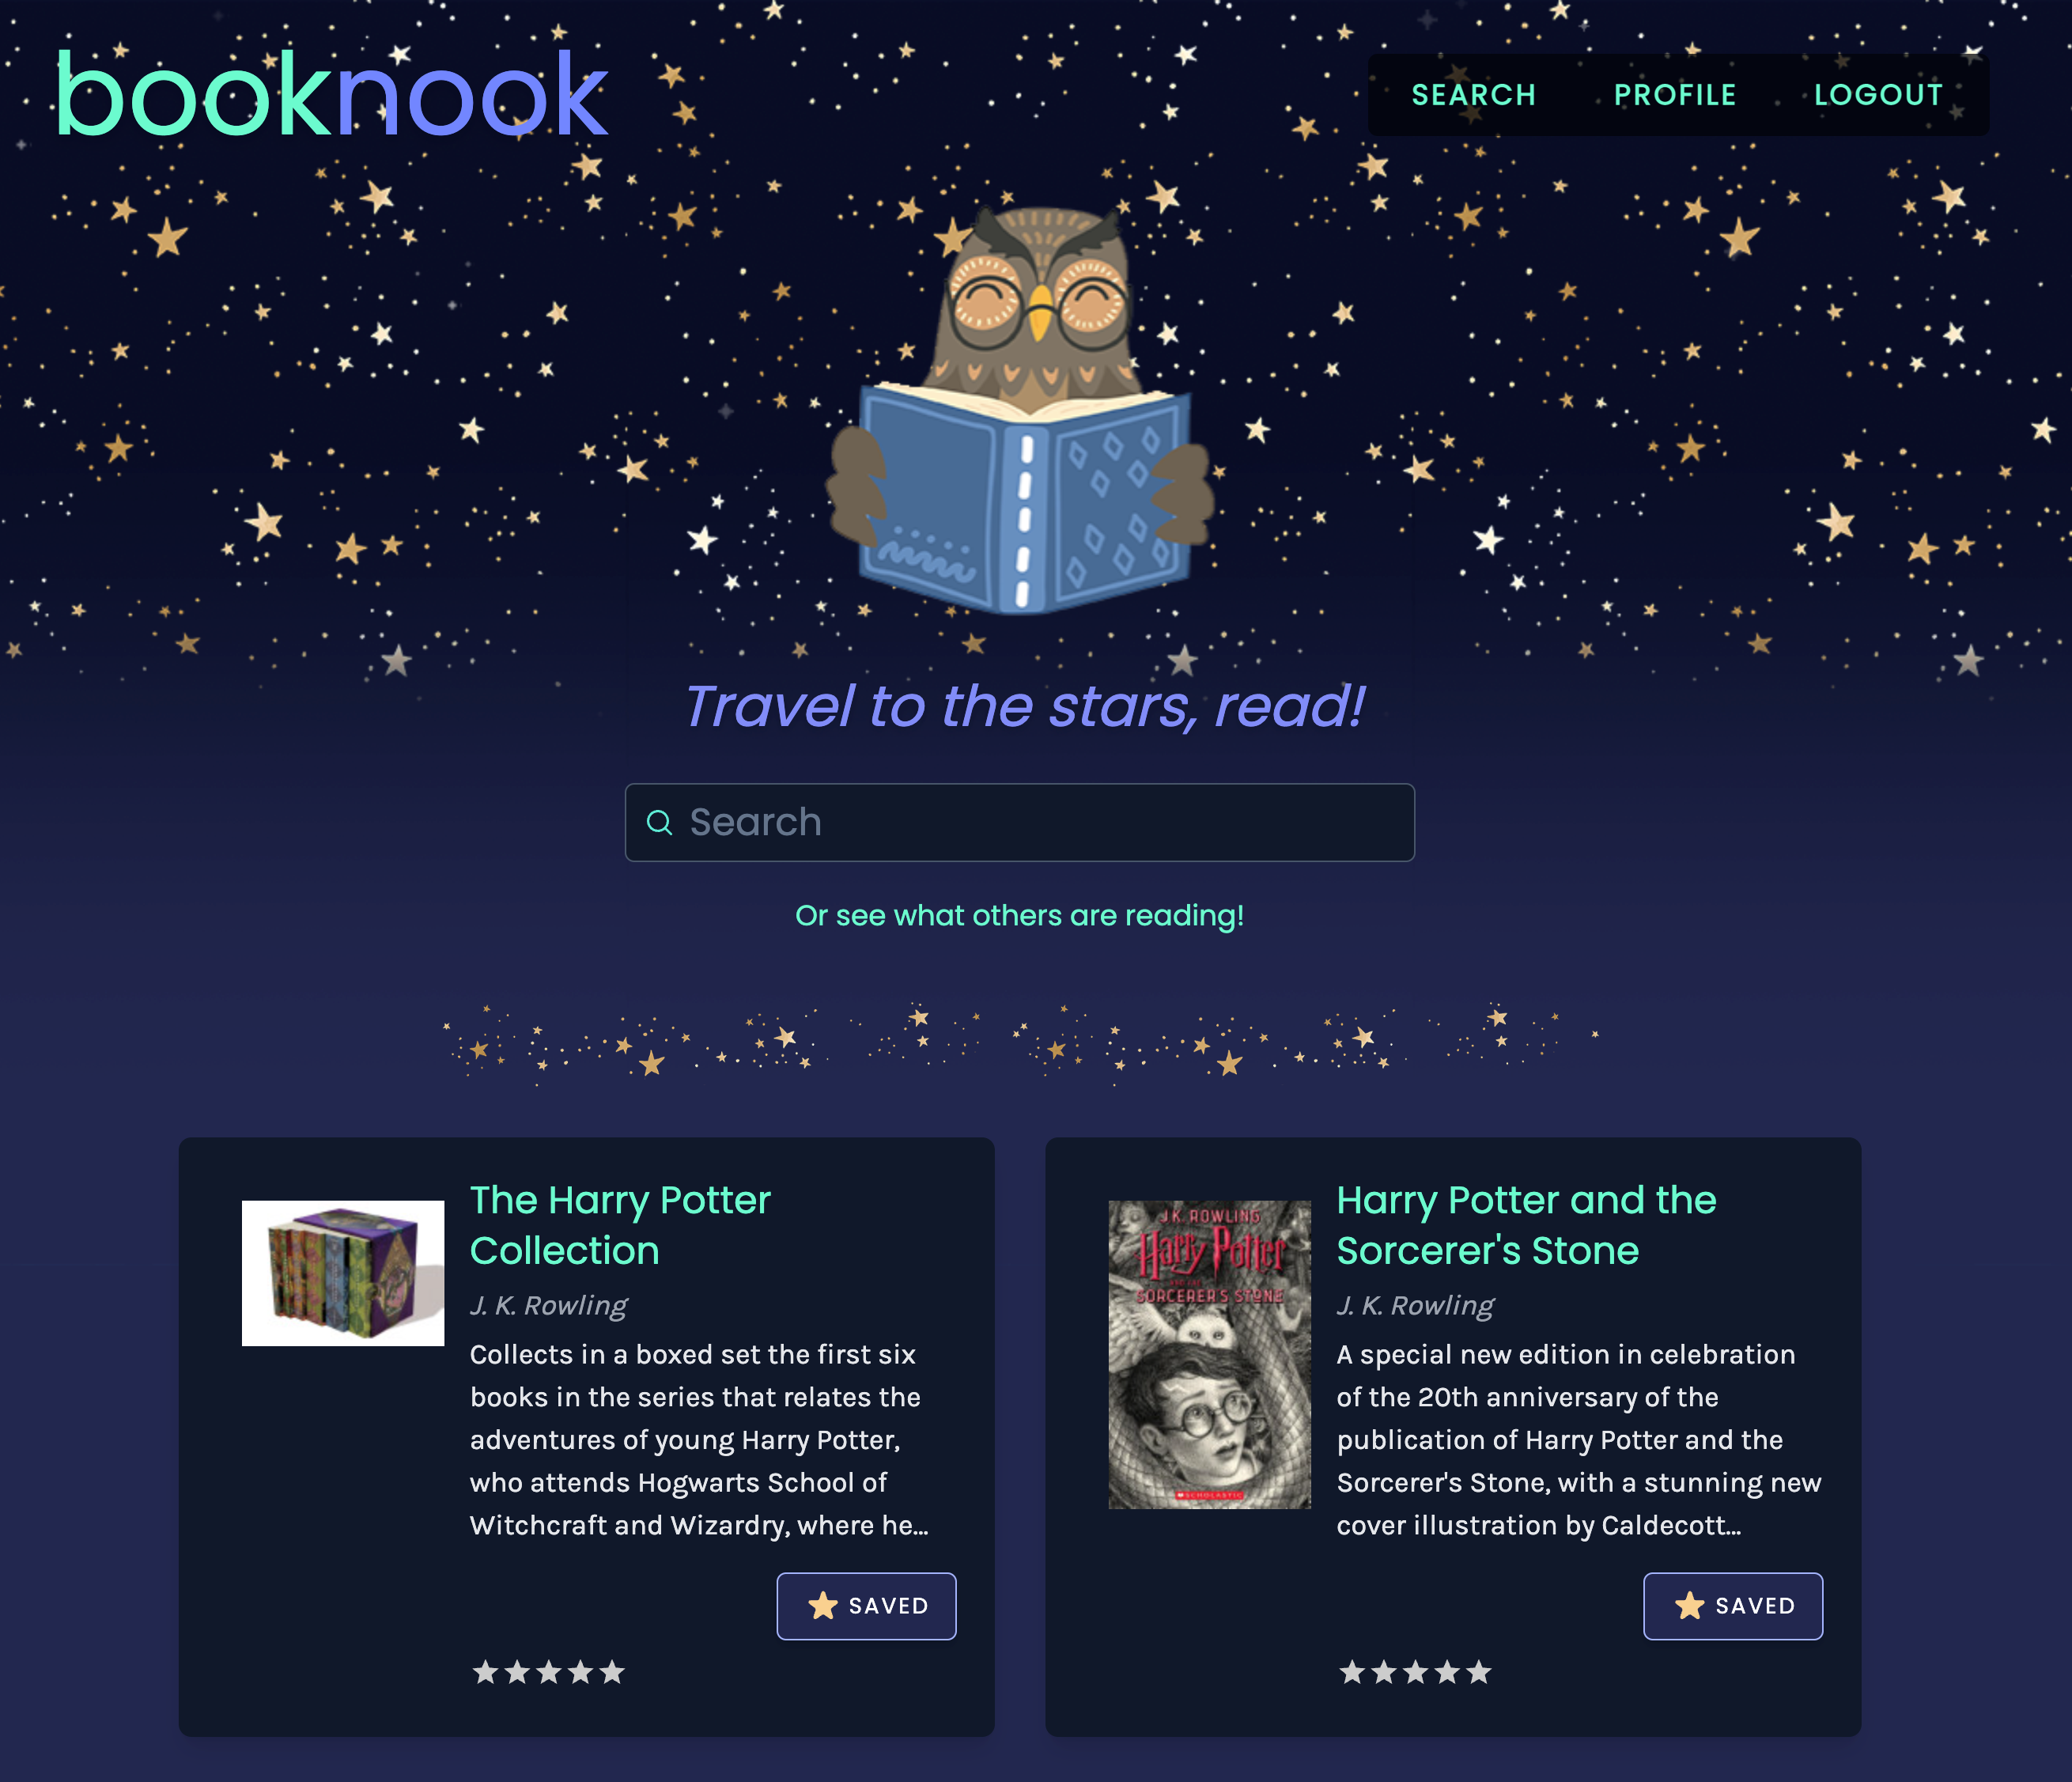 booknook
SEARCH PROFILE LOGOUT
Travel to the stars, read!
Search
Or see what others are reading!
The Harry Potter
Collection
J. K. Rowling
Collects in a boxed set the first six
books in the series that relates the
adventures of young Harry Potter,
who attends Hogwarts School of
Witchcraft and Wizardry, where he...
SAVED
J.K. ROWLING
Harry Potter
AND THE
SORCERER'S STONE
SCHOLASTIC
Harry Potter and the
Sorcerer's Stone
J. K. Rowling
A special new edition in celebration
of the 20th anniversary of the
publication of Harry Potter and the
Sorcerer's Stone, with a stunning new
cover illustration by Caldecott...
SAVED